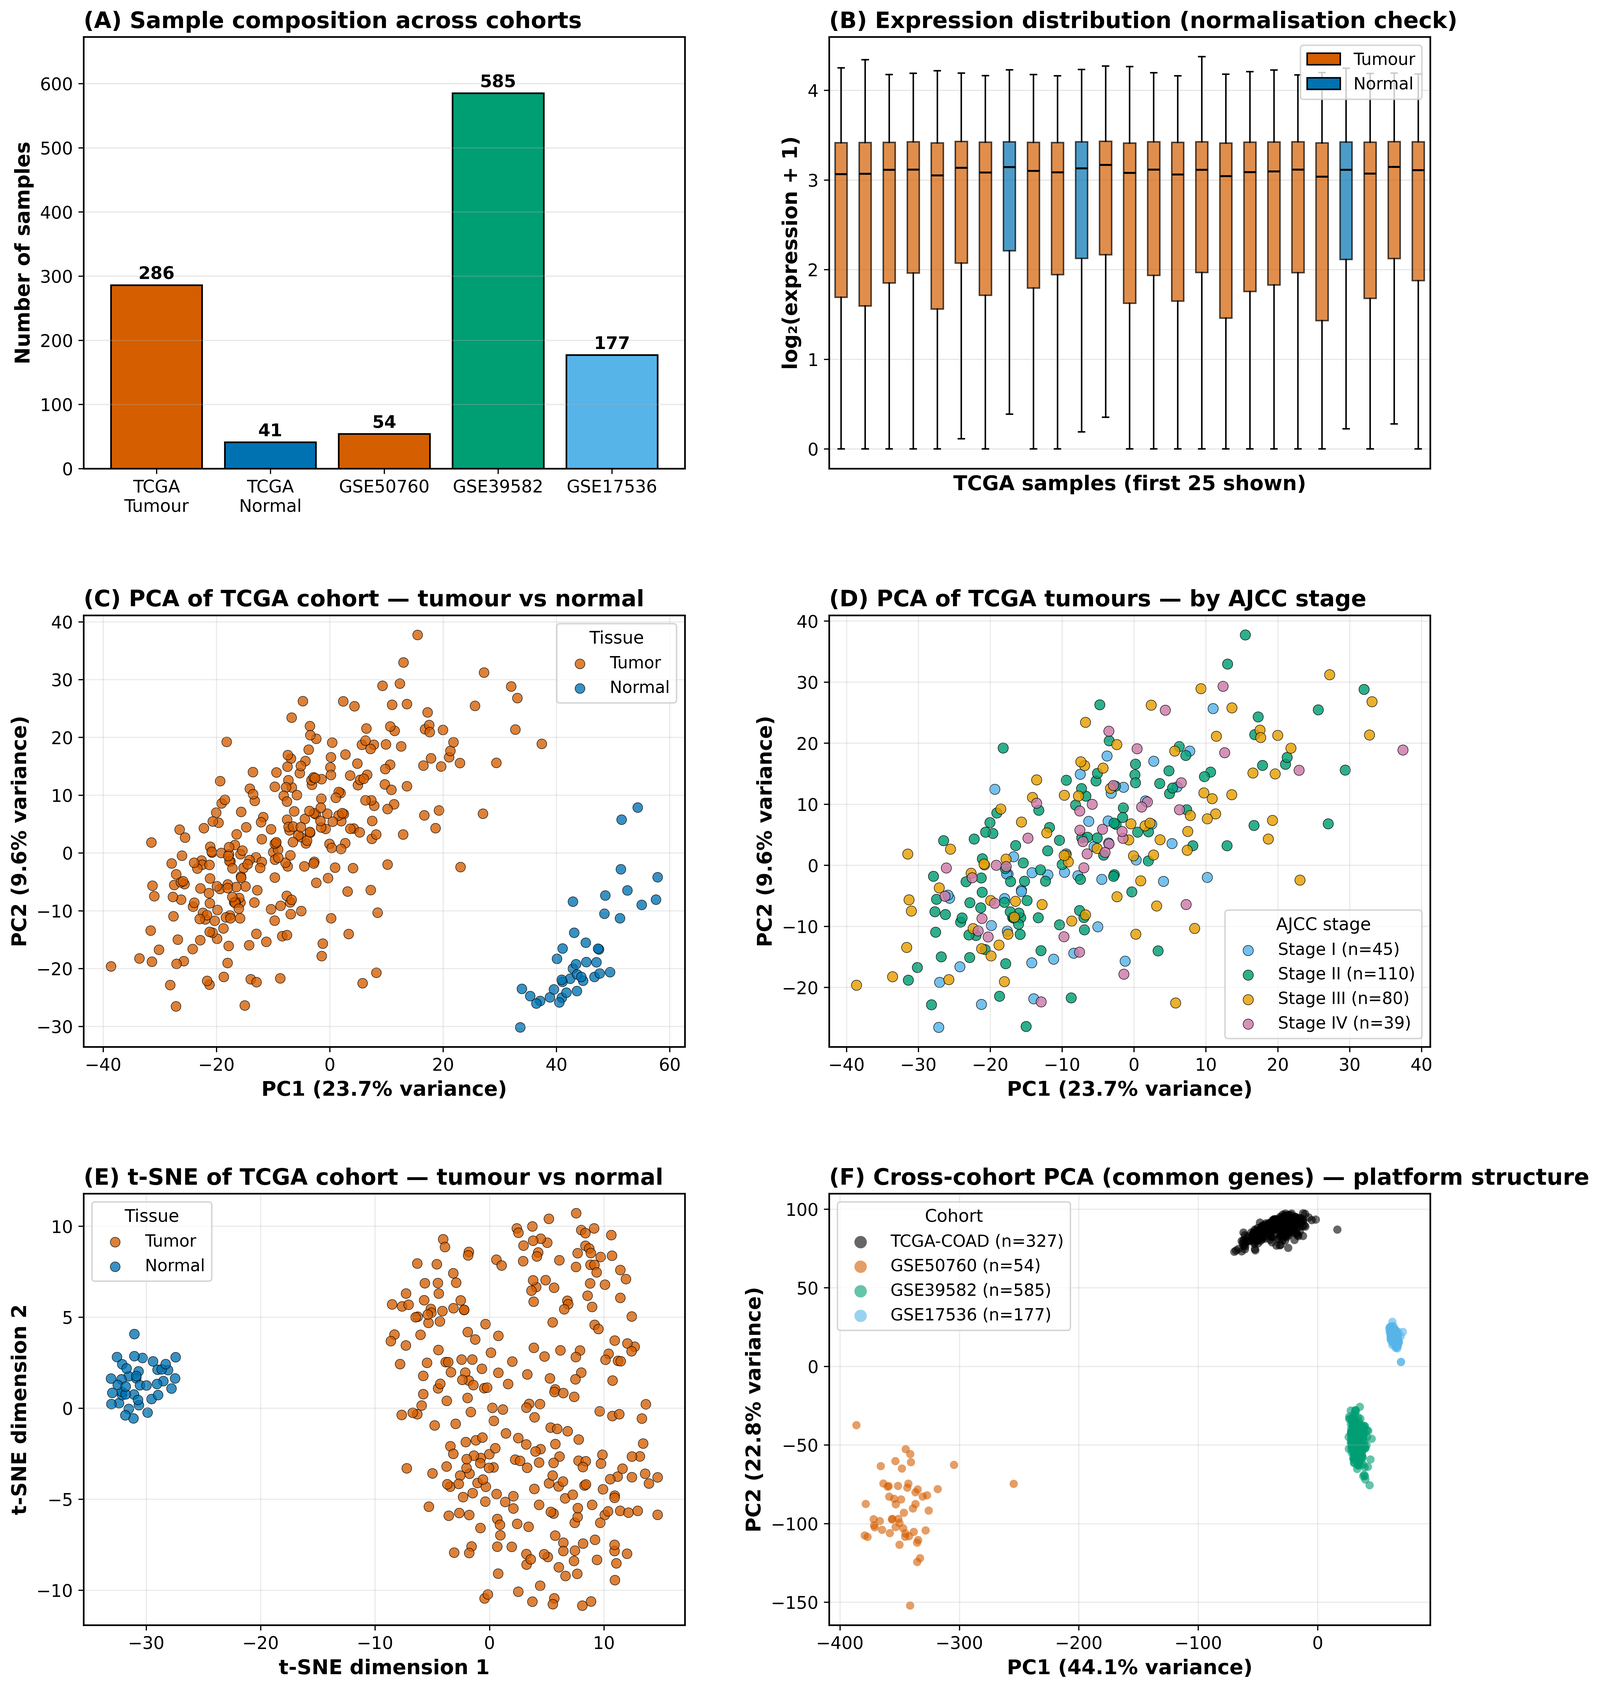 (A) Sample composition across cohorts
Number of samples
600
500
400
300
200
100
0
286
41
54
585
177
TCGA
Tumour
TCGA
Normal
GSE50760
GSE39582
GSE17536
(B) Expression distribution (normalisation check)
log₂(expression + 1)
4
3
2
1
0
Tumour
Normal
TCGA samples (first 25 shown)
(C) PCA of TCGA cohort — tumour vs normal
PC2 (9.6% variance)
40
30
20
10
0
−10
−20
−30
Tissue
Tumor
Normal
−40
−20
0
20
40
60
PC1 (23.7% variance)
(D) PCA of TCGA tumours — by AJCC stage
PC2 (9.6% variance)
40
30
20
10
0
−10
−20
AJCC stage
Stage I (n=45)
Stage II (n=110)
Stage III (n=80)
Stage IV (n=39)
−40
−30
−20
−10
0
10
20
30
40
PC1 (23.7% variance)
(E) t-SNE of TCGA cohort — tumour vs normal
t-SNE dimension 2
10
5
0
−5
−10
Tissue
Tumor
Normal
−30
−20
−10
0
10
t-SNE dimension 1
(F) Cross-cohort PCA (common genes) — platform structure
PC2 (22.8% variance)
100
50
0
−50
−100
−150
Cohort
TCGA-COAD (n=327)
GSE50760 (n=54)
GSE39582 (n=585)
GSE17536 (n=177)
−400
−300
−200
−100
0
PC1 (44.1% variance)